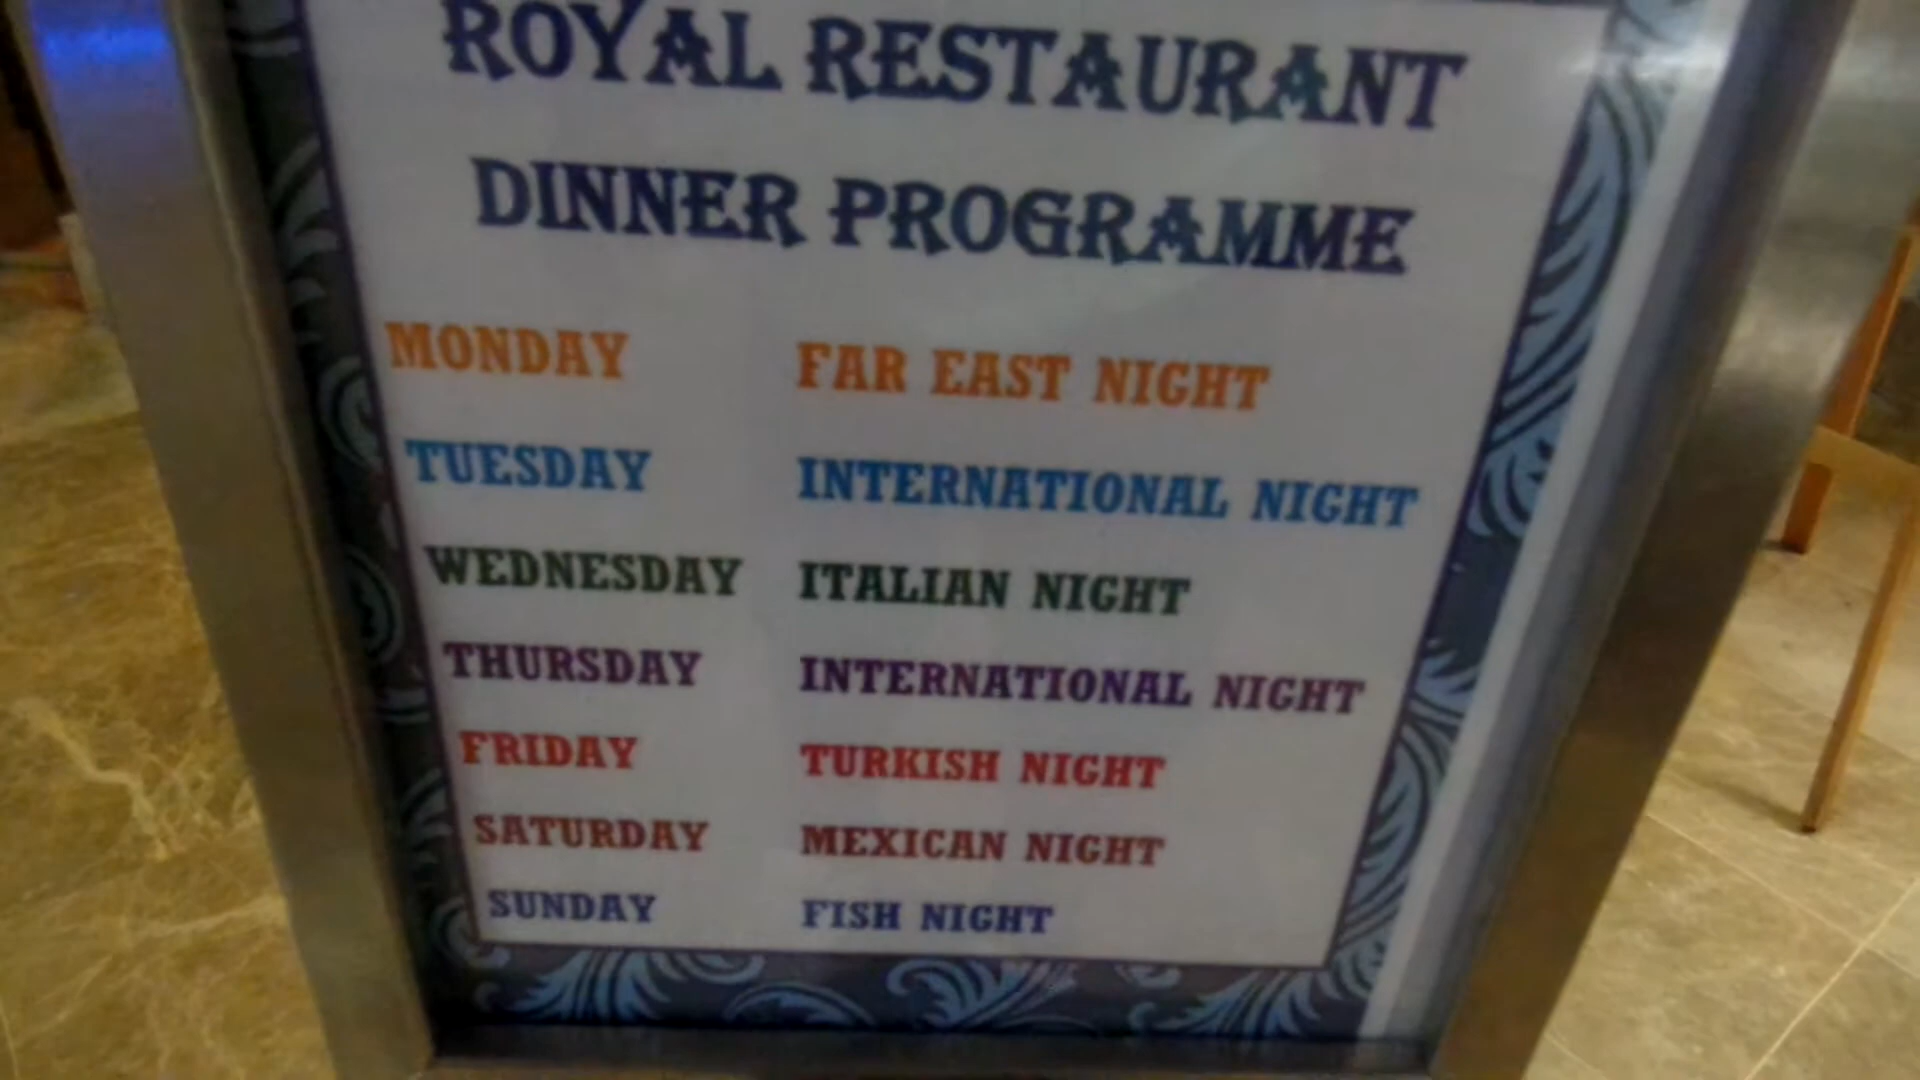 ROYAL RESTAURANT
DINNER PROGRAMME
MONDAY FAR EAST NIGHT
TUESDAY INTERNATIONAL NIGHT
WEDNESDAY ITALIAN NIGHT
THURSDAY INTERNATIONAL NIGHT
FRIDAY TURKISH NIGHT
SATURDAY MEXICAN NIGHT
SUNDAY FISH NIGHT